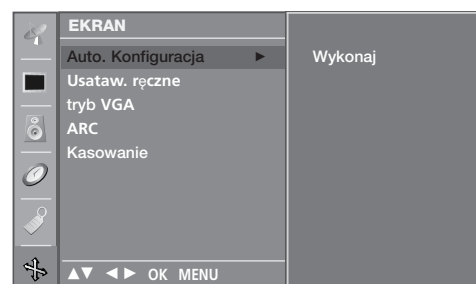 EKRAN
Auto. Konfiguracja ► Wykonaj
Usataw. ręczne
tryb VGA
ARC
Kasowanie
▲▼ ◄► OK MENU